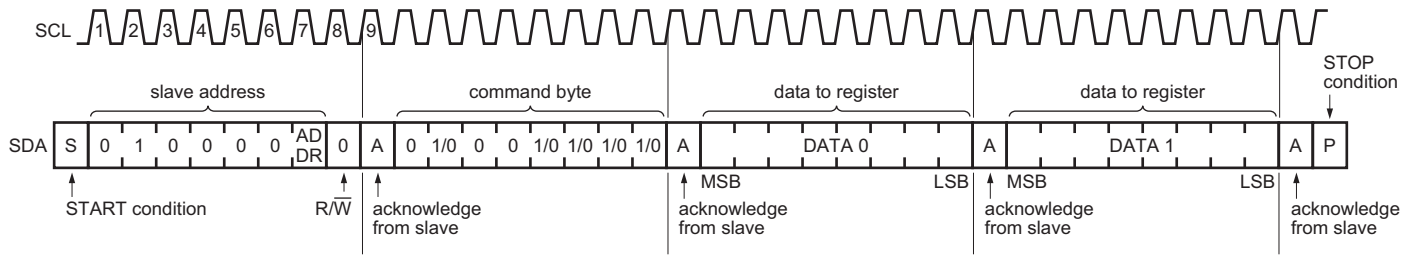 SCL 1 2 3 4 5 6 7 8 9
STOP
condition
slave address command byte data to register data to register
SDA S 0 1 0 0 0 0 AD DR 0 A 0 1/0 0 0 1/0 1/0 1/0 1/0 A DATA 0 A DATA 1 A P
MSB LSB MSB LSB
START condition R/W̅ acknowledge from slave acknowledge from slave acknowledge from slave acknowledge from slave